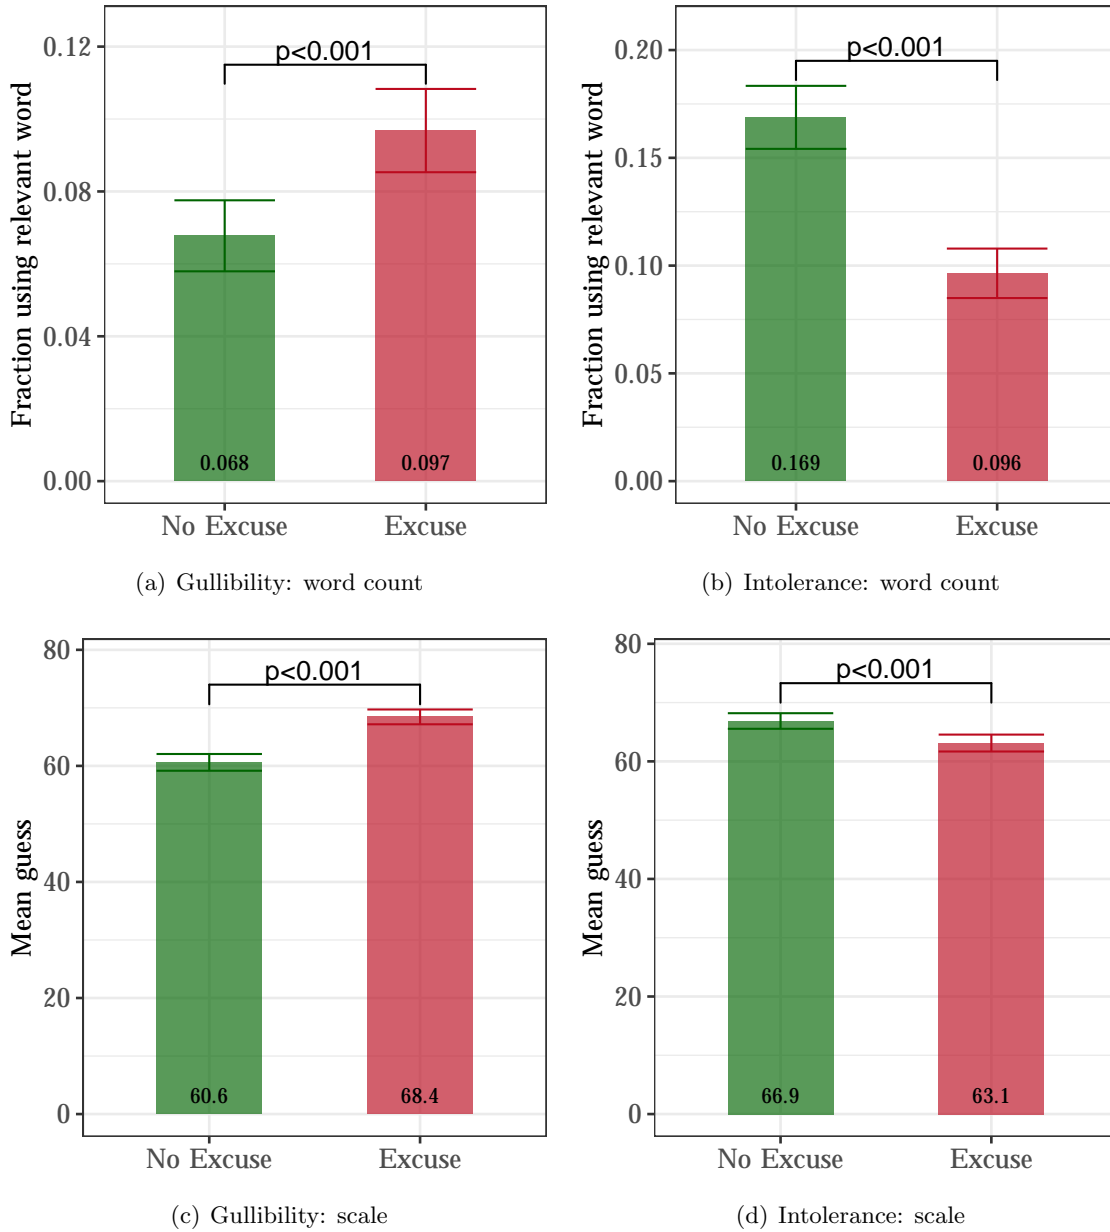 Fraction using relevant word
0.12
0.08
0.04
0.00
p<0.001
0.068
0.097
No Excuse
Excuse
(a) Gullibility: word count
Fraction using relevant word
0.20
0.15
0.10
0.05
0.00
p<0.001
0.169
0.096
No Excuse
Excuse
(b) Intolerance: word count
Mean guess
80
60
40
20
0
p<0.001
60.6
68.4
No Excuse
Excuse
(c) Gullibility: scale
Mean guess
80
60
40
20
0
p<0.001
66.9
63.1
No Excuse
Excuse
(d) Intolerance: scale